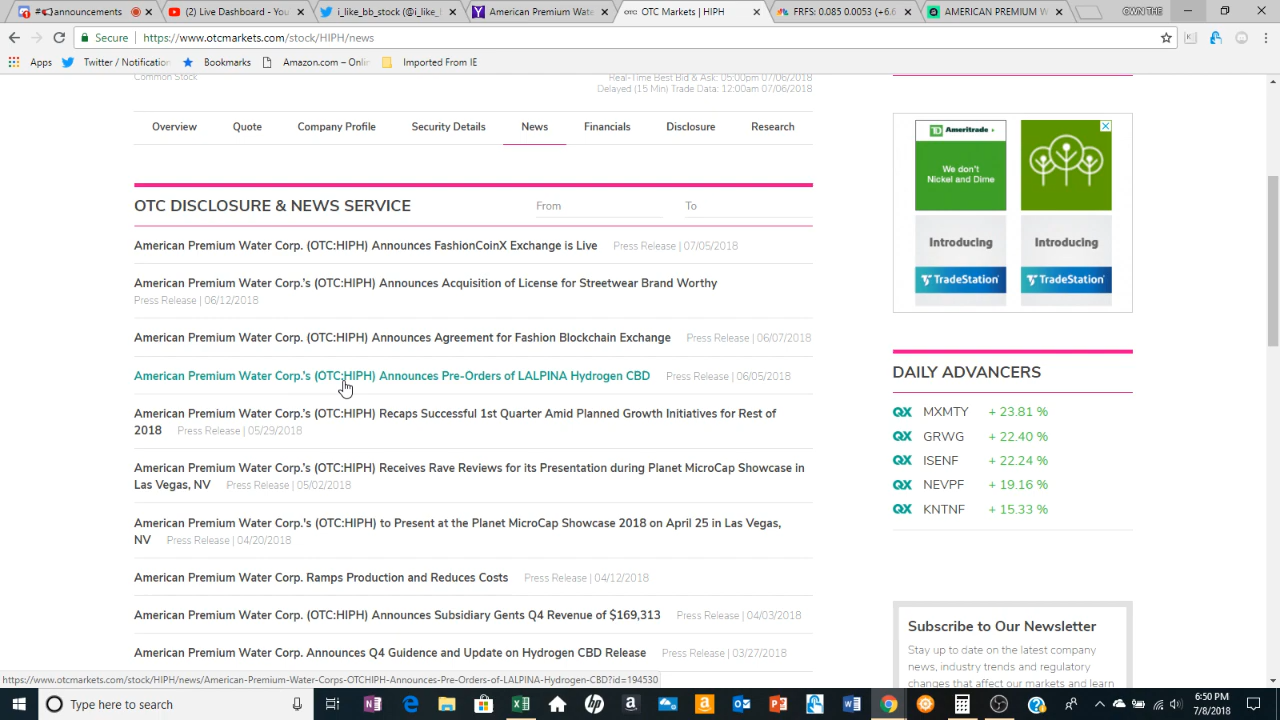 #📢announcements
(2) Live Dashboard - You
i_like_bb_stock (@i_like_
American Premium Wate
OTC Markets | HIPH
FRFS: 0.085 0.0053 (+6.6
AMERICAN PREMIUM W
OWN THE
Secure
https://www.otcmarkets.com/stock/HIPH/news
Apps
Twitter / Notification
Bookmarks
Amazon.com – Onlin
Imported From IE
Common Stock
Real-Time Best Bid & Ask: 05:00pm 07/06/2018
Delayed (15 Min) Trade Data: 12:00am 07/06/2018
Overview Quote Company Profile Security Details News Financials Disclosure Research
OTC DISCLOSURE & NEWS SERVICE From To
American Premium Water Corp. (OTC:HIPH) Announces FashionCoinX Exchange is Live Press Release | 07/05/2018
American Premium Water Corp.'s (OTC:HIPH) Announces Acquisition of License for Streetwear Brand Worthy
Press Release | 06/12/2018
American Premium Water Corp. (OTC:HIPH) Announces Agreement for Fashion Blockchain Exchange Press Release | 06/07/2018
American Premium Water Corp.'s (OTC:HIPH) Announces Pre-Orders of LALPINA Hydrogen CBD Press Release | 06/05/2018
American Premium Water Corp.'s (OTC:HIPH) Recaps Successful 1st Quarter Amid Planned Growth Initiatives for Rest of
2018 Press Release | 05/29/2018
American Premium Water Corp.'s (OTC:HIPH) Receives Rave Reviews for its Presentation during Planet MicroCap Showcase in
Las Vegas, NV Press Release | 05/02/2018
American Premium Water Corp.'s (OTC:HIPH) to Present at the Planet MicroCap Showcase 2018 on April 25 in Las Vegas,
NV Press Release | 04/20/2018
American Premium Water Corp. Ramps Production and Reduces Costs Press Release | 04/12/2018
American Premium Water Corp. (OTC:HIPH) Announces Subsidiary Gents Q4 Revenue of $169,313 Press Release | 04/03/2018
American Premium Water Corp. Announces Q4 Guidance and Update on Hydrogen CBD Release Press Release | 03/27/2018
Ameritrade
We don't
Nickel and Dime
Introducing
TradeStation
Introducing
TradeStation
DAILY ADVANCERS
QX MXMTY + 23.81 %
QX GRWG + 22.40 %
QX ISENF + 22.24 %
QX NEVPF + 19.16 %
QX KNTNF + 15.33 %
Subscribe to Our Newsletter
Stay up to date on the latest company
news, industry trends and regulatory
changes that affect our markets and learn
https://www.otcmarkets.com/stock/HIPH/news/American-Premium-Water-Corps-OTCHIPH-Announces-Pre-Orders-of-LALPINA-Hydrogen-CBD?id=194530
Type here to search
6:50 PM
7/8/2018